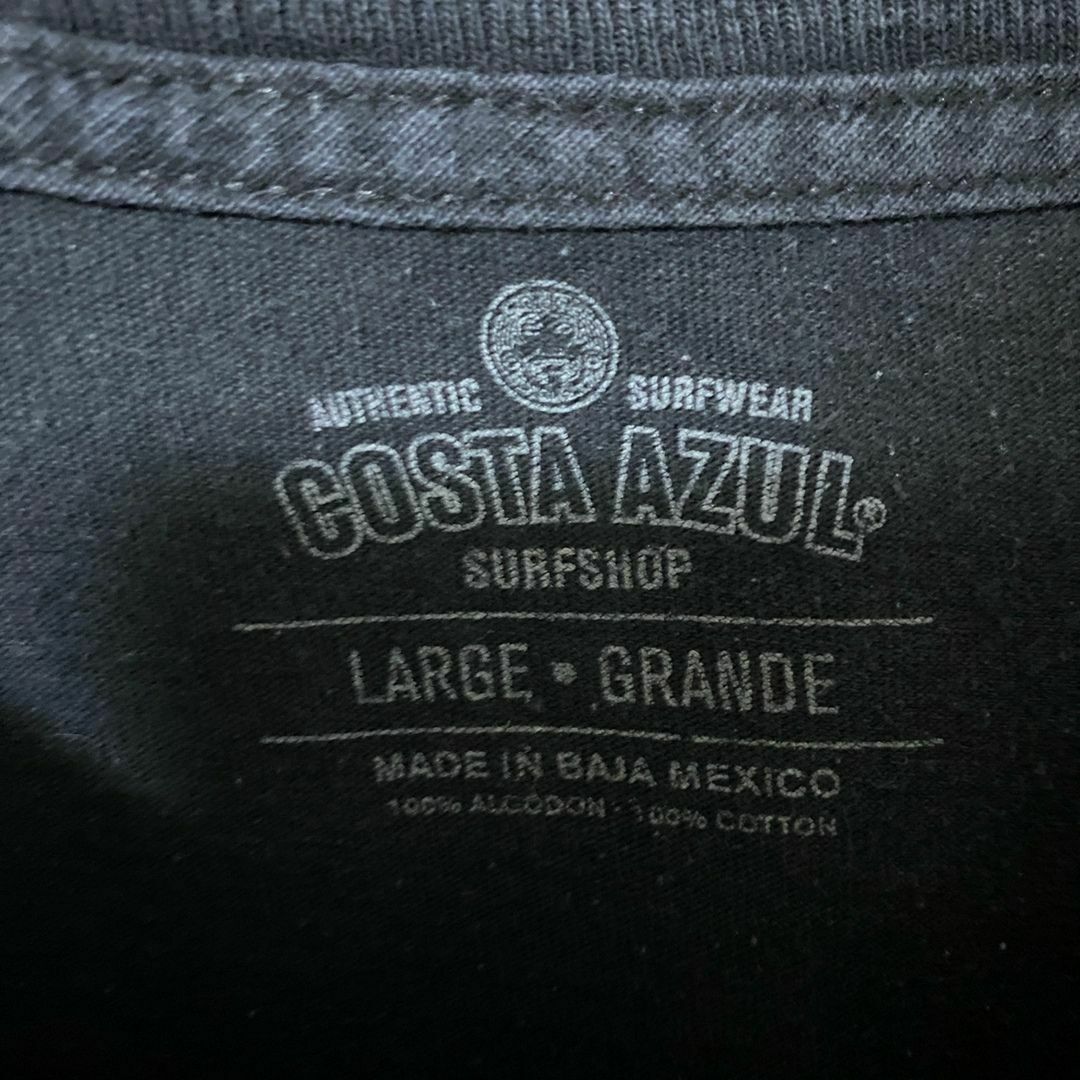 AUTHENTIC SURFWEAR
COSTA AZUL®
SURFSHOP
LARGE • GRANDE
MADE IN BAJA MEXICO
100% ALGODON · 100% COTTON